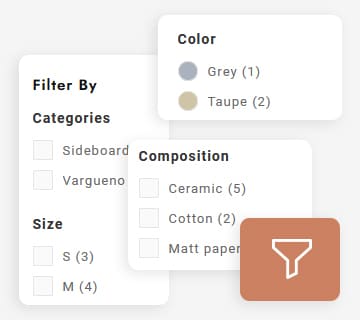 Filter By
Categories
Sideboard
Vargueno
Size
S (3)
M (4)
Color
Grey (1)
Taupe (2)
Composition
Ceramic (5)
Cotton (2)
Matt paper